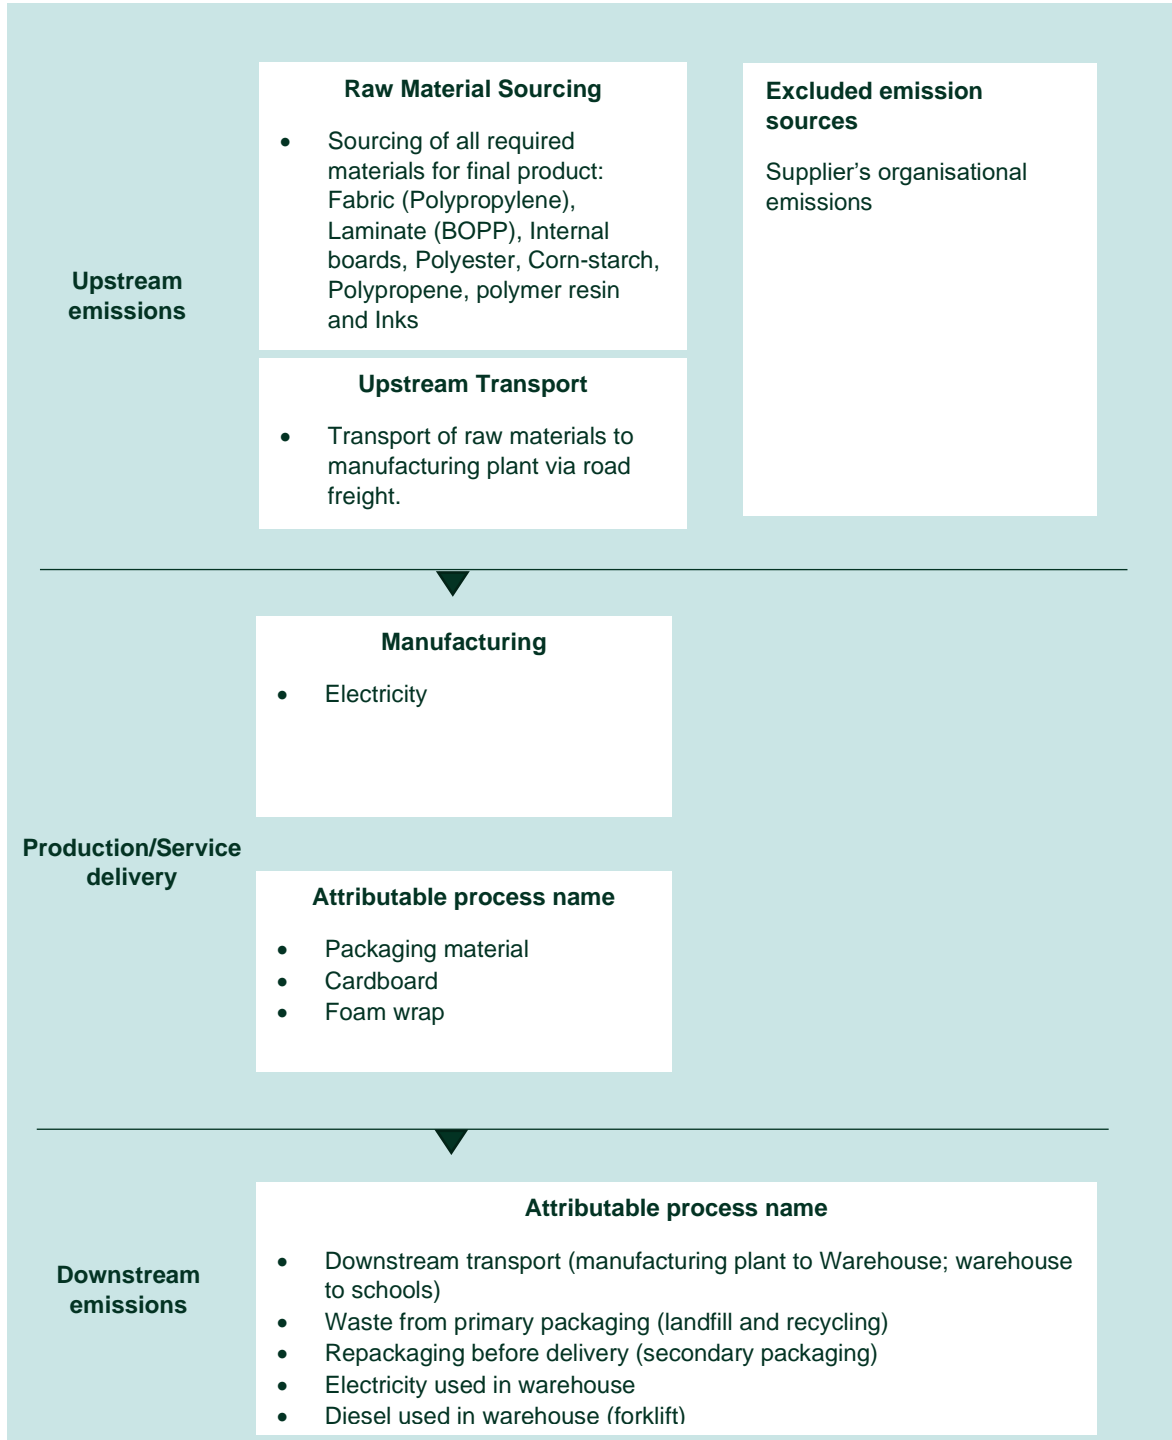 Upstream
emissions
Raw Material Sourcing
• Sourcing of all required
materials for final product:
Fabric (Polypropylene),
Laminate (BOPP), Internal
boards, Polyester, Corn-starch,
Polypropene, polymer resin
and Inks
Upstream Transport
• Transport of raw materials to
manufacturing plant via road
freight.
Excluded emission
sources
Supplier’s organisational
emissions
Production/Service
delivery
Manufacturing
• Electricity
Attributable process name
• Packaging material
• Cardboard
• Foam wrap
Downstream
emissions
Attributable process name
• Downstream transport (manufacturing plant to Warehouse; warehouse
to schools)
• Waste from primary packaging (landfill and recycling)
• Repackaging before delivery (secondary packaging)
• Electricity used in warehouse
• Diesel used in warehouse (forklift)